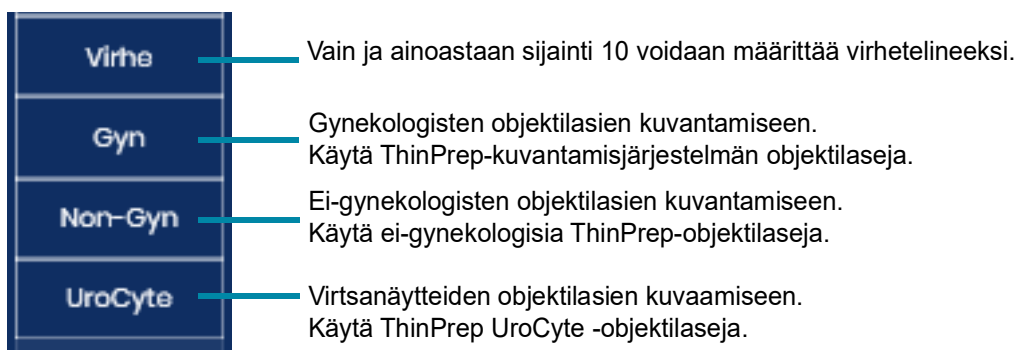 Virhe
Vain ja ainoastaan sijainti 10 voidaan määrittää virhetelineeksi.
Gyn
Gynekologisten objektilasien kuvantamiseen.
Käytä ThinPrep-kuvantamisjärjestelmän objektilaseja.
Non-Gyn
Ei-gynekologisten objektilasien kuvantamiseen.
Käytä ei-gynekologisia ThinPrep-objektilaseja.
UroCyte
Virtsanäytteiden objektilasien kuvaamiseen.
Käytä ThinPrep UroCyte -objektilaseja.